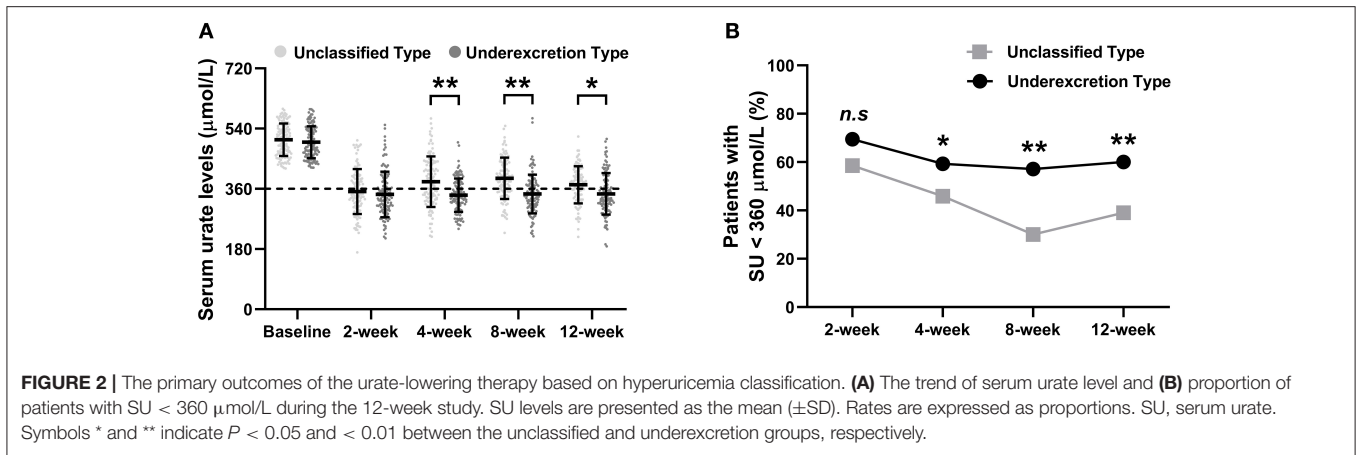 A
Unclassified Type
Underexcretion Type
Serum urate levels (μmol/L)
720
540
360
180
0
**
**
*
Baseline
2-week
4-week
8-week
12-week
B
Unclassified Type
Underexcretion Type
Patients with
SU < 360 μmol/L (%)
100
80
60
40
20
0
n.s
*
**
**
2-week
4-week
8-week
12-week
FIGURE 2 | The primary outcomes of the urate-lowering therapy based on hyperuricemia classification. (A) The trend of serum urate level and (B) proportion of
patients with SU < 360 μmol/L during the 12-week study. SU levels are presented as the mean (±SD). Rates are expressed as proportions. SU, serum urate.
Symbols * and ** indicate P < 0.05 and < 0.01 between the unclassified and underexcretion groups, respectively.